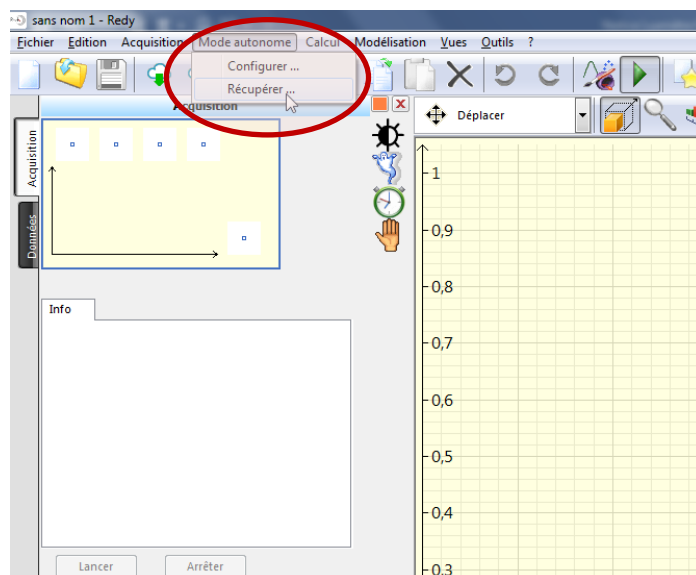 sans nom 1 - Redy
Fichier Edition Acquisition Mode autonome Calcul Modélisation Vues Outils ?
Configurer ...
Récupérer ...
Acquisition
Déplacer
Acquisition
Données
1
0,9
0,8
Info
0,7
0,6
0,5
0,4
Lancer Arrêter
0,3